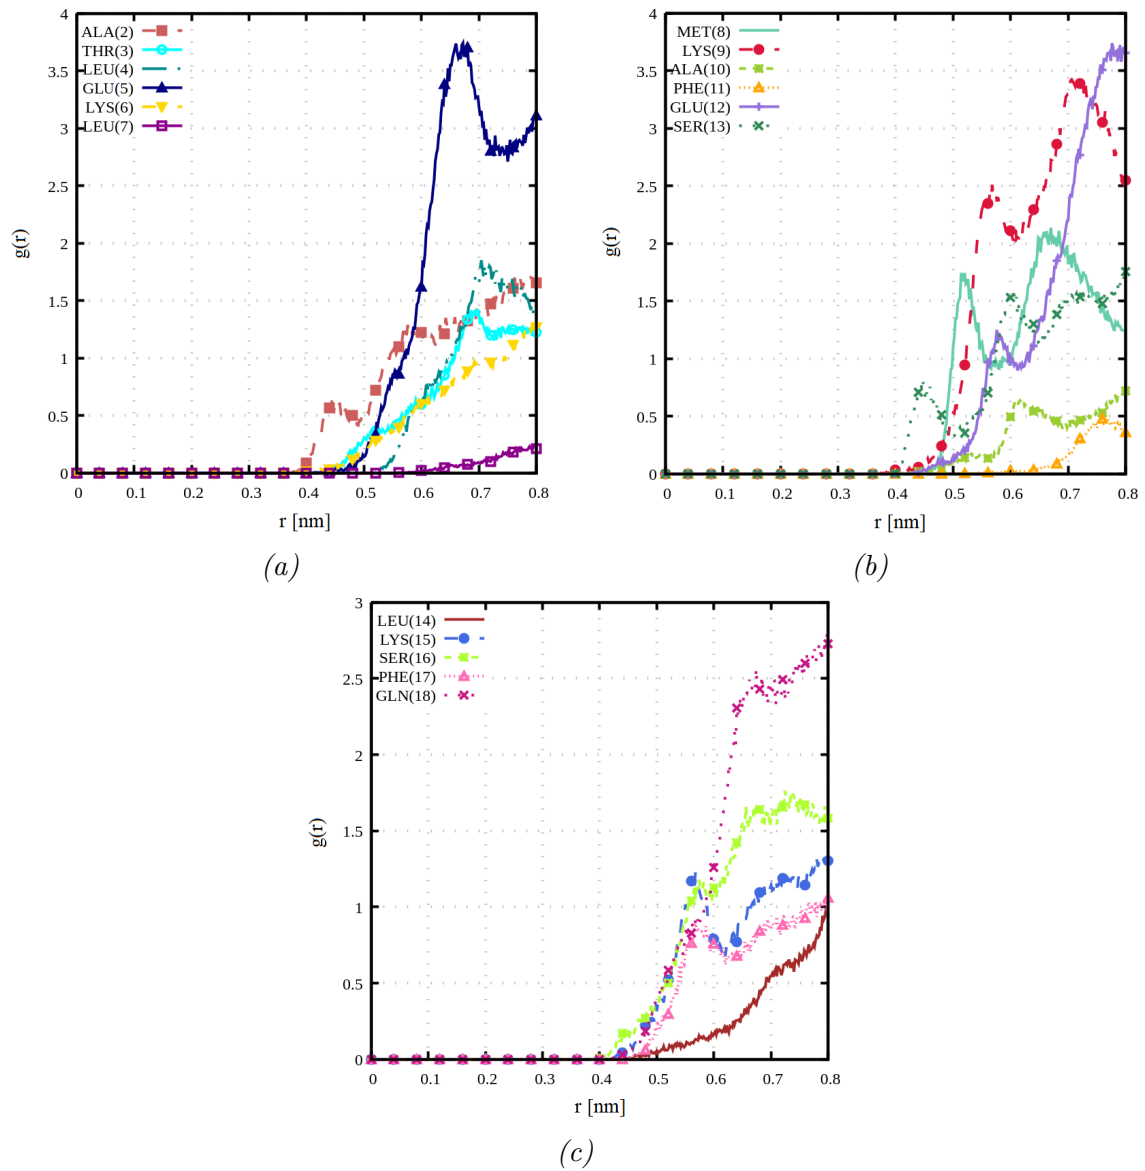 4
3.5
3
2.5
2
1.5
1
0.5
0
g(r)
ALA(2)
THR(3)
LEU(4)
GLU(5)
LYS(6)
LEU(7)
0 0.1 0.2 0.3 0.4 0.5 0.6 0.7 0.8
r [nm]
(a)
4
3.5
3
2.5
2
1.5
1
0.5
0
g(r)
MET(8)
LYS(9)
ALA(10)
PHE(11)
GLU(12)
SER(13)
0 0.1 0.2 0.3 0.4 0.5 0.6 0.7 0.8
r [nm]
(b)
3
2.5
2
1.5
1
0.5
0
g(r)
LEU(14)
LYS(15)
SER(16)
PHE(17)
GLN(18)
0 0.1 0.2 0.3 0.4 0.5 0.6 0.7 0.8
r [nm]
(c)